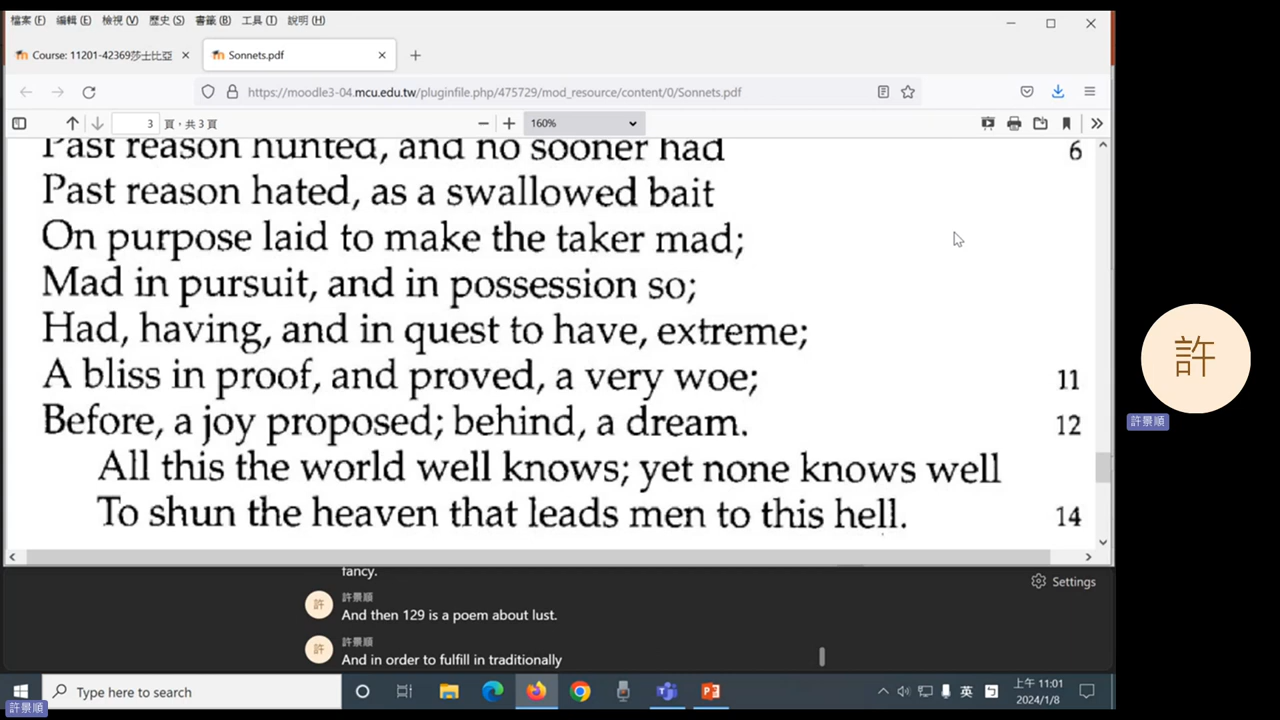 檔案(F) 編輯(E) 檢視(V) 歷史(S) 書籤(B) 工具(T) 說明(H)
Course: 11201-42369莎士比亞
Sonnets.pdf
https://moodle3-04.mcu.edu.tw/pluginfile.php/475729/mod_resource/content/0/Sonnets.pdf
3 頁，共 3 頁
160%
Past reason hunted, and no sooner had 6
Past reason hated, as a swallowed bait
On purpose laid to make the taker mad;
Mad in pursuit, and in possession so;
Had, having, and in quest to have, extreme;
A bliss in proof, and proved, a very woe; 11
Before, a joy proposed; behind, a dream. 12
All this the world well knows; yet none knows well
To shun the heaven that leads men to this hell. 14
許
許景順
fancy.
Settings
許 許景順
And then 129 is a poem about lust.
許 許景順
And in order to fulfill in traditionally
Type here to search
英
上午 11:01
2024/1/8
許景順